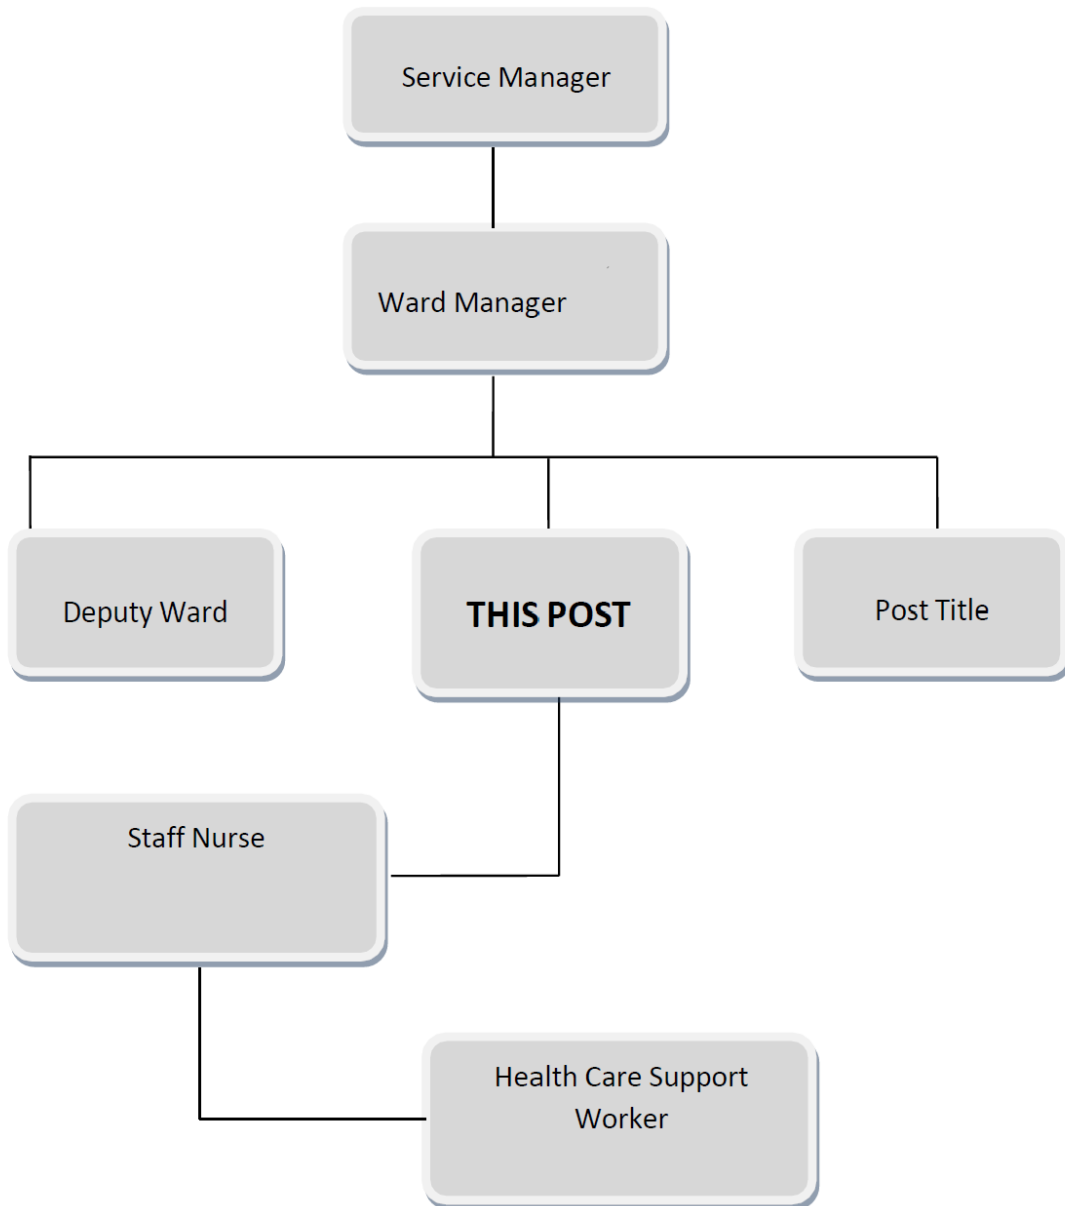 Service Manager
Ward Manager
Deputy Ward
THIS POST
Post Title
Staff Nurse
Health Care Support
Worker